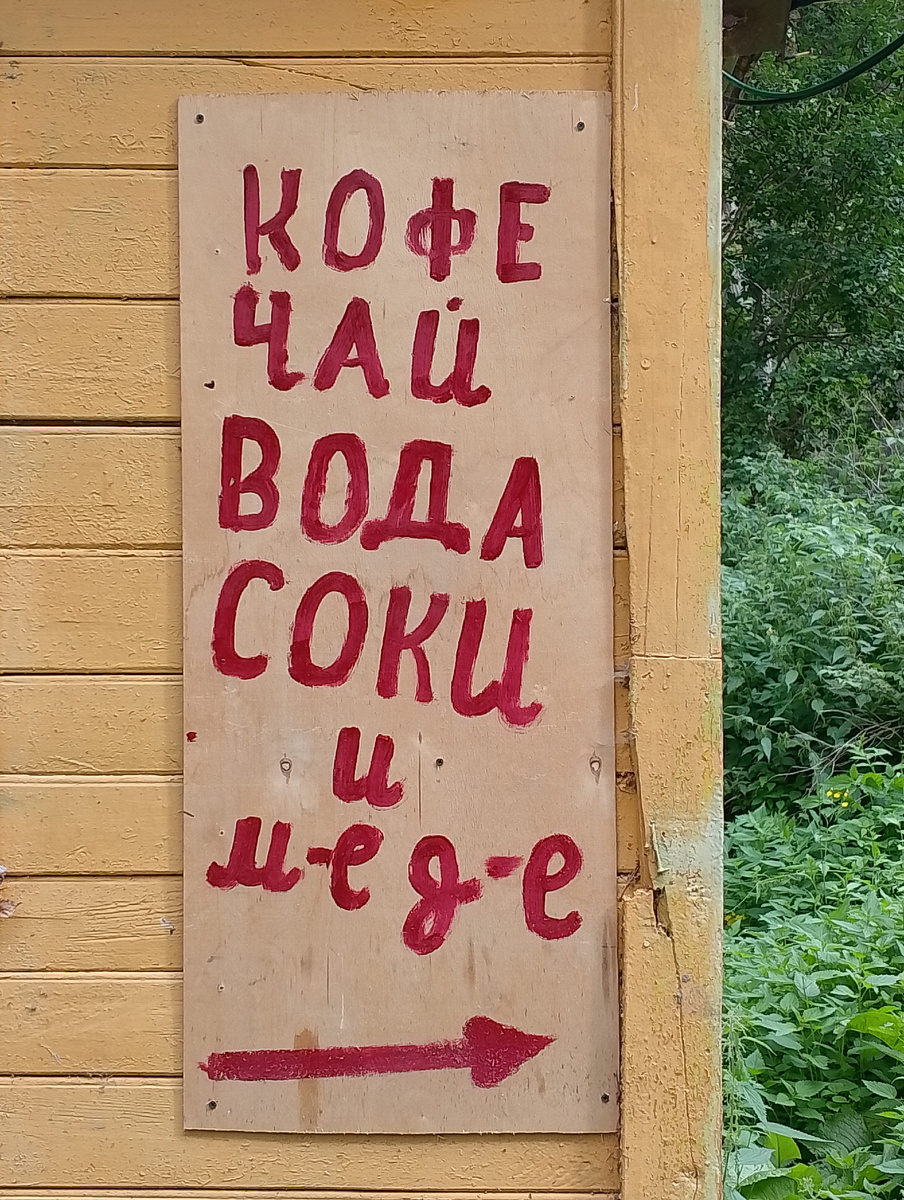 КОФЕ
ЧАЙ
ВОДА
СОКИ
и
м-е д-е